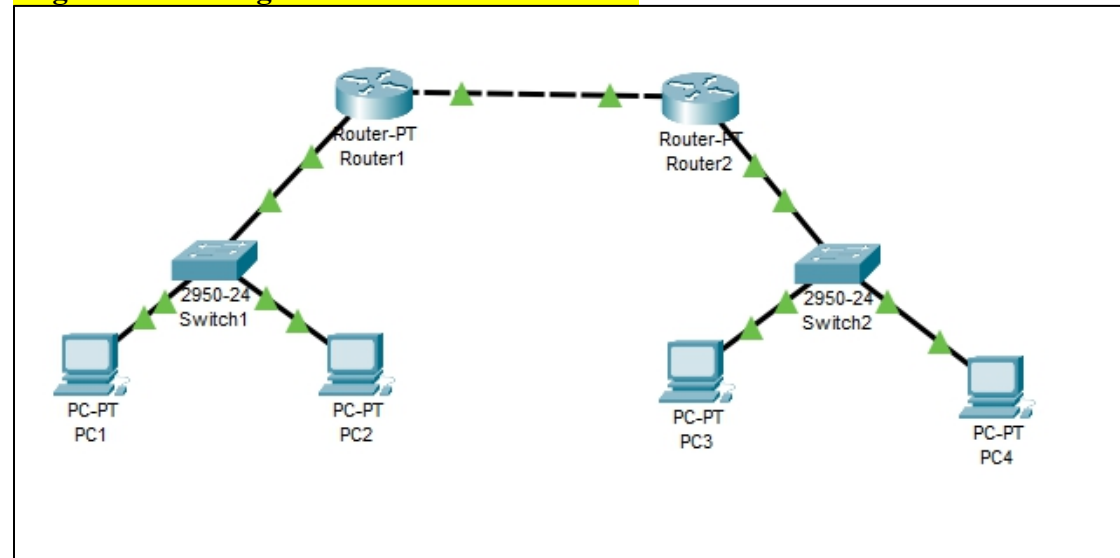 Router-PT
Router1
Router-PT
Router2
2950-24
Switch1
2950-24
Switch2
PC-PT
PC1
PC-PT
PC2
PC-PT
PC3
PC-PT
PC4